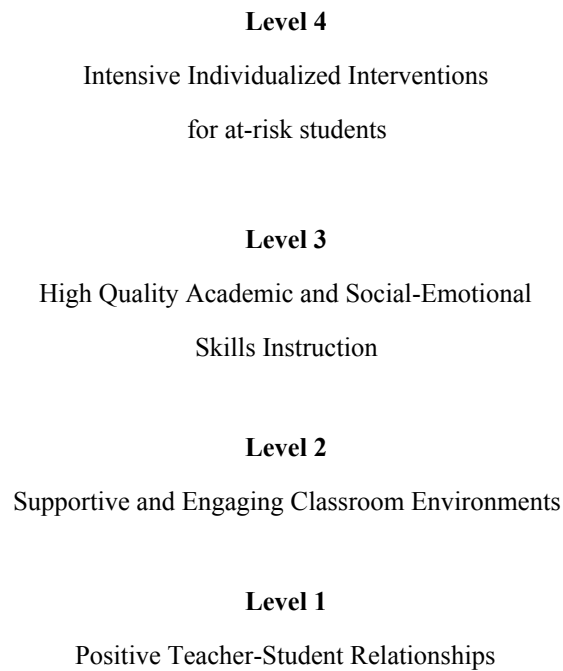 Level 4
Intensive Individualized Interventions
for at-risk students
Level 3
High Quality Academic and Social-Emotional
Skills Instruction
Level 2
Supportive and Engaging Classroom Environments
Level 1
Positive Teacher-Student Relationships